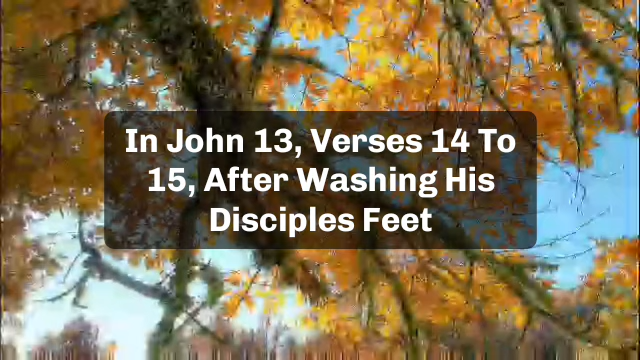 In John 13, Verses 14 To
15, After Washing His
Disciples Feet